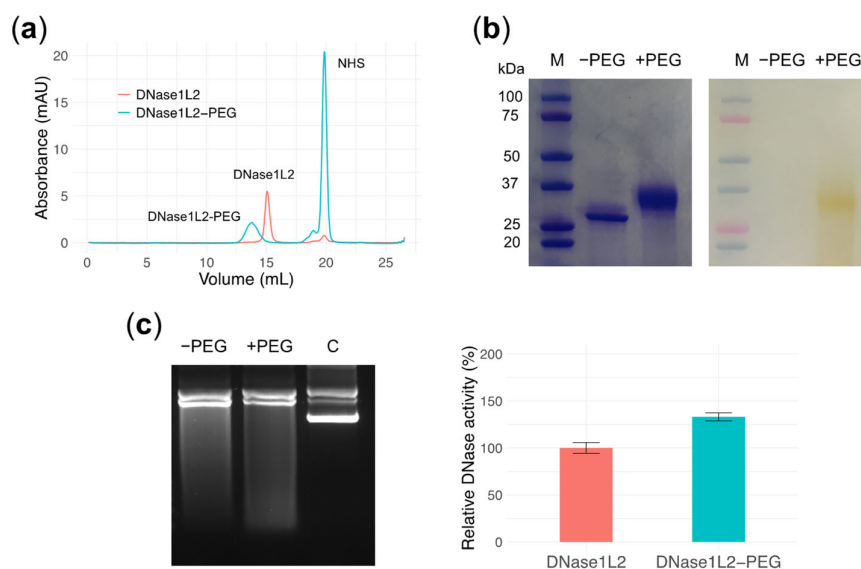 (a)
Absorbance (mAU)
20
15
10
5
0
NHS
DNase1L2
DNase1L2−PEG
DNase1L2
DNase1L2-PEG
0 5 10 15 20 25
Volume (mL)
(b)
kDa
M −PEG +PEG
M −PEG +PEG
100
75
50
37
25
20
(c)
−PEG +PEG C
Relative DNase activity (%)
200
150
100
50
0
DNase1L2 DNase1L2−PEG